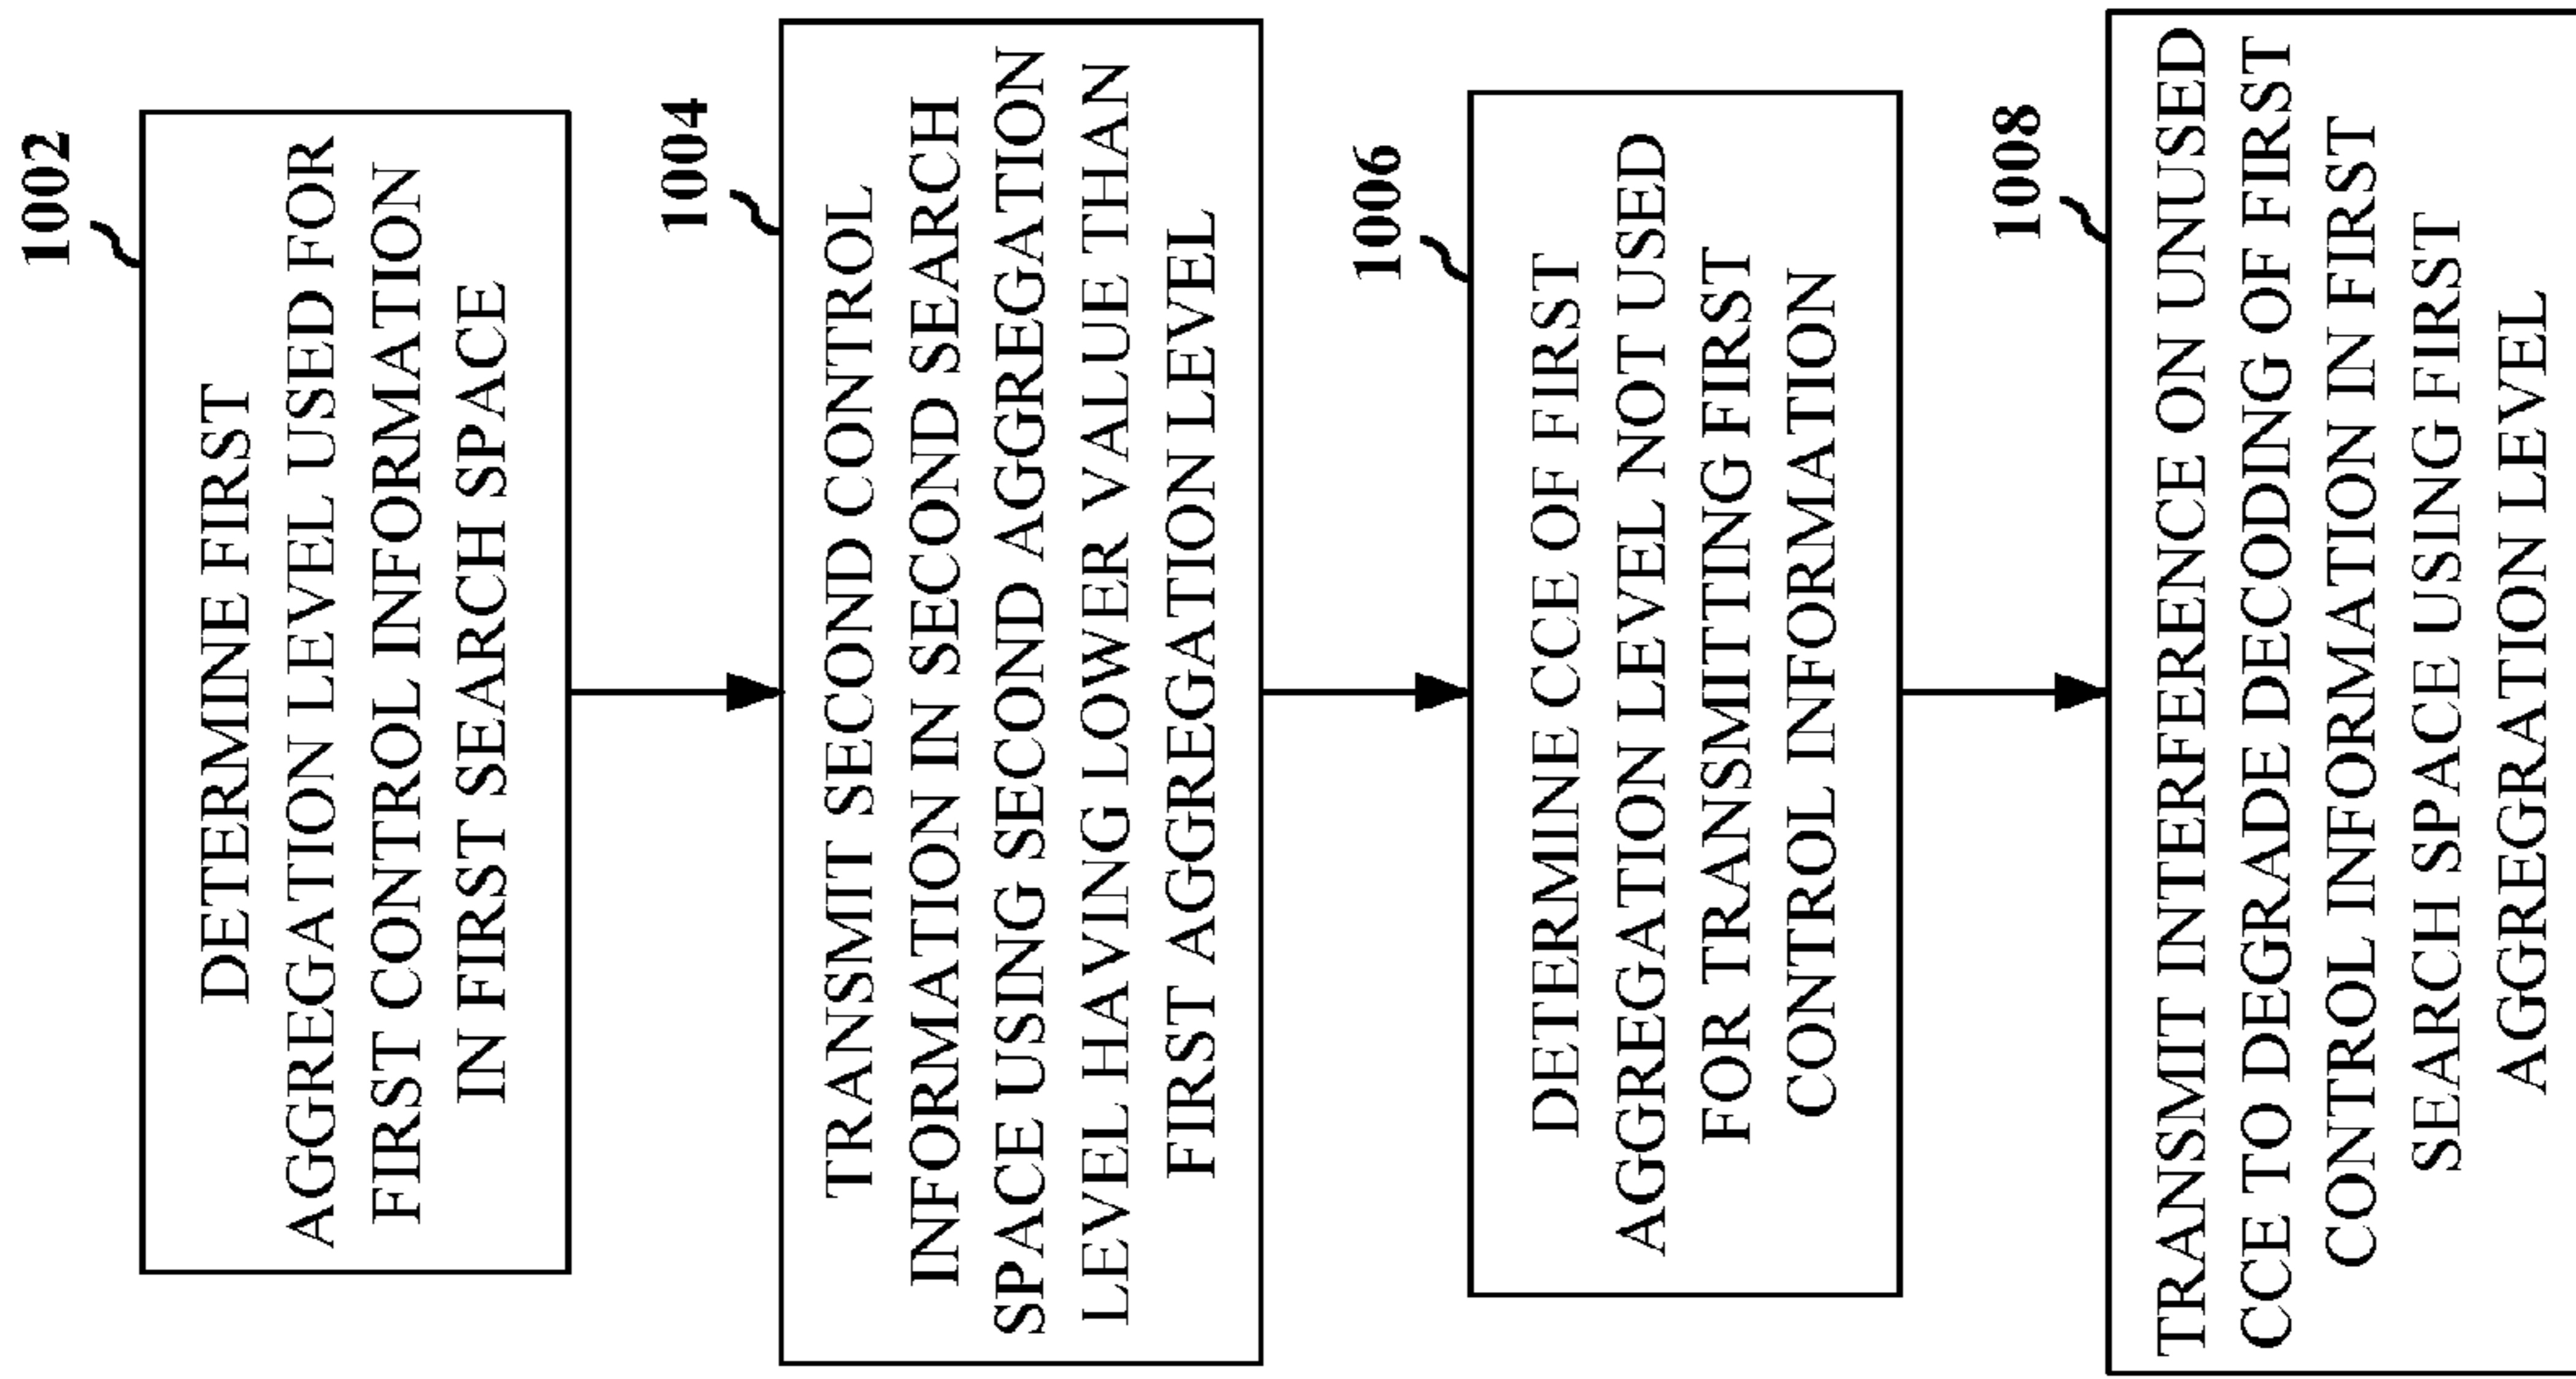 1002
DETERMINE FIRST
AGGREGATION LEVEL USED FOR
FIRST CONTROL INFORMATION
IN FIRST SEARCH SPACE
1004
TRANSMIT SECOND CONTROL
INFORMATION IN SECOND SEARCH
SPACE USING SECOND AGGREGATION
LEVEL HAVING LOWER VALUE THAN
FIRST AGGREGATION LEVEL
1006
DETERMINE CCE OF FIRST
AGGREGATION LEVEL NOT USED
FOR TRANSMITTING FIRST
CONTROL INFORMATION
1008
TRANSMIT INTERFERENCE ON UNUSED
CCE TO DEGRADE DECODING OF FIRST
CONTROL INFORMATION IN FIRST
SEARCH SPACE USING FIRST
AGGREGRATION LEVEL